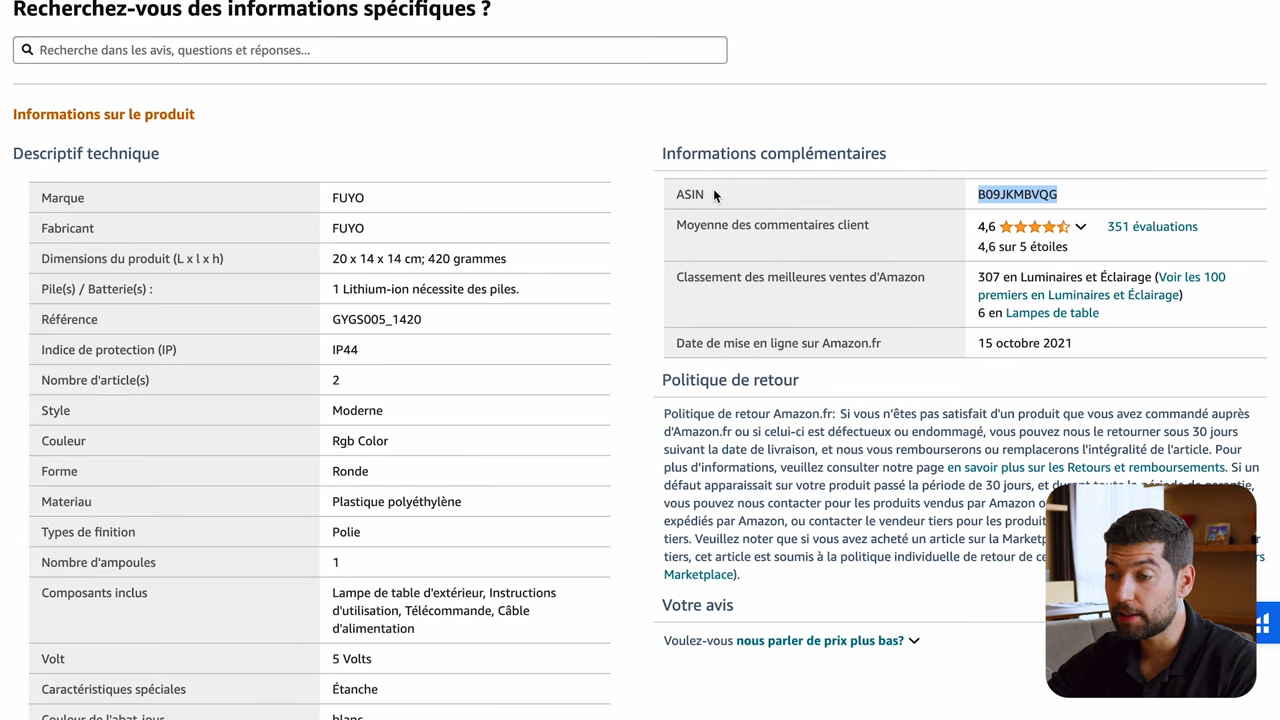 Recherchez-vous des informations spécifiques ?
Recherche dans les avis, questions et réponses...
Informations sur le produit
Descriptif technique
Marque FUYO
Fabricant FUYO
Dimensions du produit (L x l x h) 20 x 14 x 14 cm; 420 grammes
Pile(s) / Batterie(s) : 1 Lithium-ion nécessite des piles.
Référence GYGS005_1420
Indice de protection (IP) IP44
Nombre d'article(s) 2
Style Moderne
Couleur Rgb Color
Forme Ronde
Materiau Plastique polyéthylène
Types de finition Polie
Nombre d'ampoules 1
Composants inclus Lampe de table d'extérieur, Instructions
d'utilisation, Télécommande, Câble
d'alimentation
Volt 5 Volts
Caractéristiques spéciales Étanche
Couleur de l'abat-jour blanc
Informations complémentaires
ASIN B09JKMBVQG
Moyenne des commentaires client 4,6 351 évaluations
4,6 sur 5 étoiles
Classement des meilleures ventes d'Amazon 307 en Luminaires et Éclairage (Voir les 100
premiers en Luminaires et Éclairage)
6 en Lampes de table
Date de mise en ligne sur Amazon.fr 15 octobre 2021
Politique de retour
Politique de retour Amazon.fr: Si vous n’êtes pas satisfait d'un produit que vous avez commandé auprès
d'Amazon.fr ou si celui-ci est défectueux ou endommagé, vous pouvez nous le retourner sous 30 jours
suivant la date de livraison, et nous vous rembourserons ou remplacerons l'intégralité de l'article. Pour
plus d’informations, veuillez consulter notre page en savoir plus sur les Retours et remboursements. Si un
défaut apparaissait sur votre produit passé la période de 30 jours, et durant toute la période de garantie,
vous pouvez nous contacter pour les produits vendus par Amazon
expédiés par Amazon, ou contacter le vendeur tiers pour les produit
tiers. Veuillez noter que si vous avez acheté un article sur la Market
tiers, cet article est soumis à la politique individuelle de retour de
Marketplace).
Votre avis
Voulez-vous nous parler de prix plus bas?